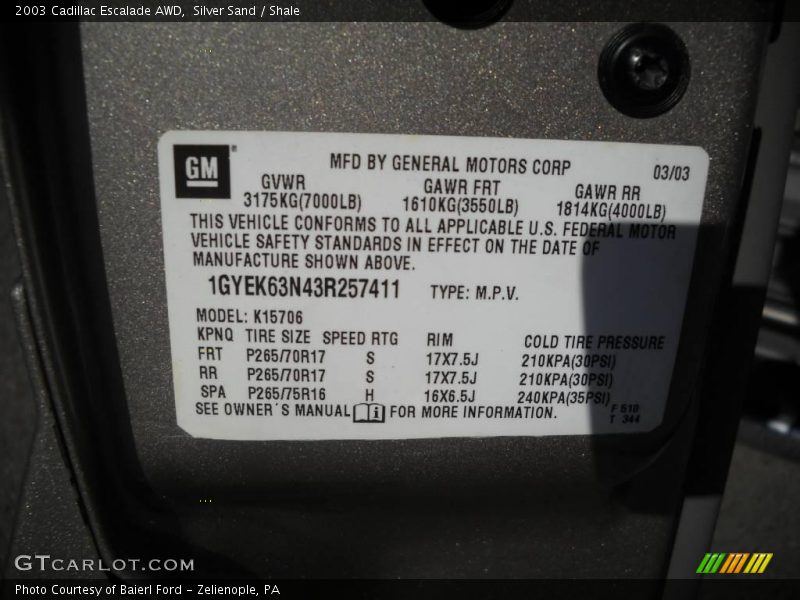 2003 Cadillac Escalade AWD, Silver Sand / Shale
GM
MFD BY GENERAL MOTORS CORP 03/03
GVWR GAWR FRT GAWR RR
3175KG(7000LB) 1610KG(3550LB) 1814KG(4000LB)
THIS VEHICLE CONFORMS TO ALL APPLICABLE U.S. FEDERAL MOTOR
VEHICLE SAFETY STANDARDS IN EFFECT ON THE DATE OF
MANUFACTURE SHOWN ABOVE.
1GYEK63N43R257411 TYPE: M.P.V.
MODEL: K15706
KPNQ TIRE SIZE SPEED RTG RIM COLD TIRE PRESSURE
FRT P265/70R17 S 17X7.5J 210KPA(30PSI)
RR P265/70R17 S 17X7.5J 210KPA(30PSI)
SPA P265/75R16 H 16X6.5J 240KPA(35PSI)
SEE OWNER'S MANUAL i FOR MORE INFORMATION.
F 510
T 344
GTCARLOT.COM
Photo Courtesy of Baierl Ford - Zelienople, PA